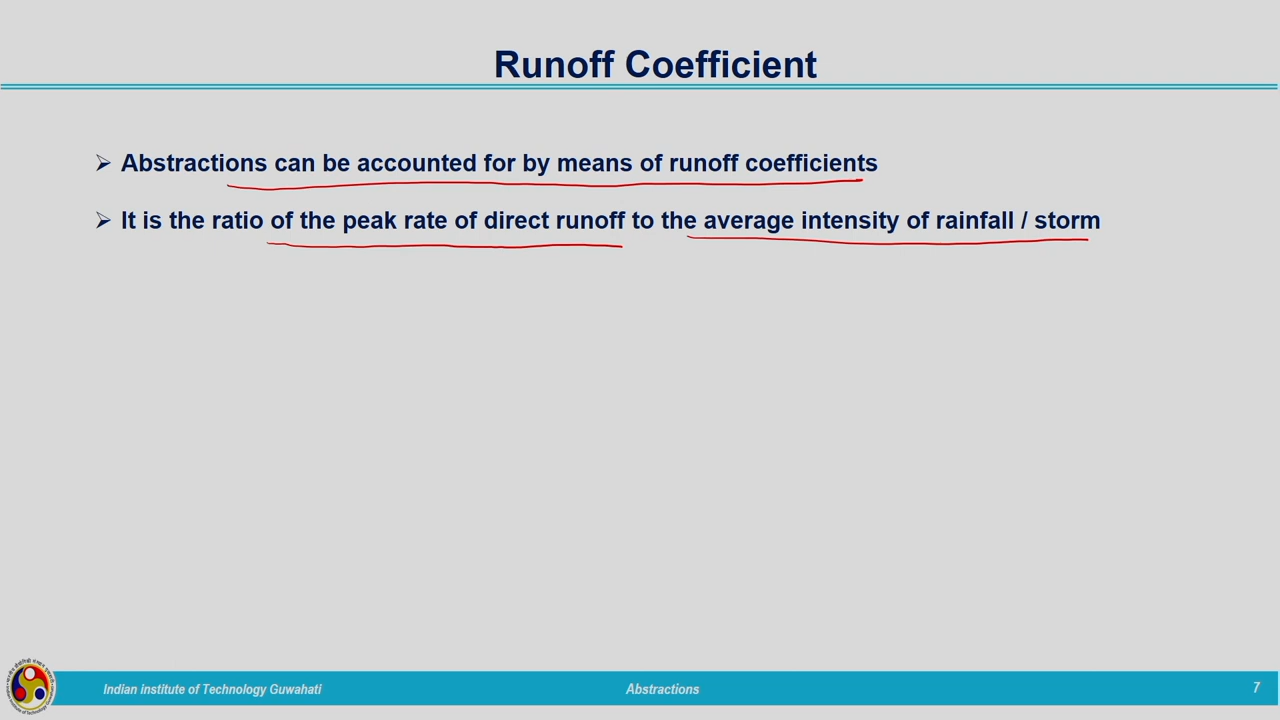 Runoff Coefficient
➢ Abstractions can be accounted for by means of runoff coefficients
➢ It is the ratio of the peak rate of direct runoff to the average intensity of rainfall / storm
Indian institute of Technology Guwahati
Abstractions
7